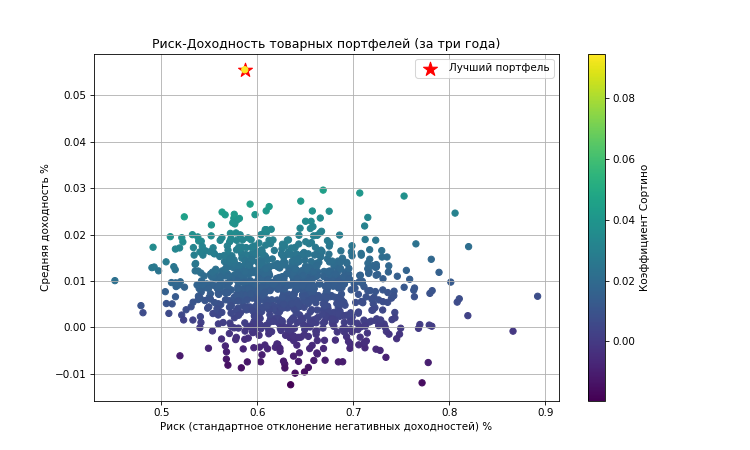 Риск-Доходность товарных портфелей (за три года)
Лучший портфель
Средняя доходность %
0.05
0.04
0.03
0.02
0.01
0.00
−0.01
0.5 0.6 0.7 0.8 0.9
Риск (стандартное отклонение негативных доходностей) %
0.08
0.06
0.04
0.02
0.00
Коэффициент Сортино